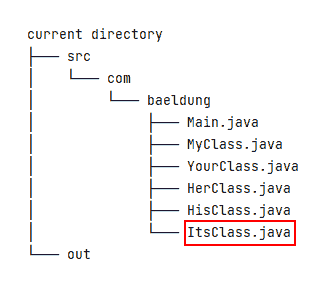 current directory
src
com
baeldung
Main.java
MyClass.java
YourClass.java
HerClass.java
HisClass.java
ItsClass.java
out